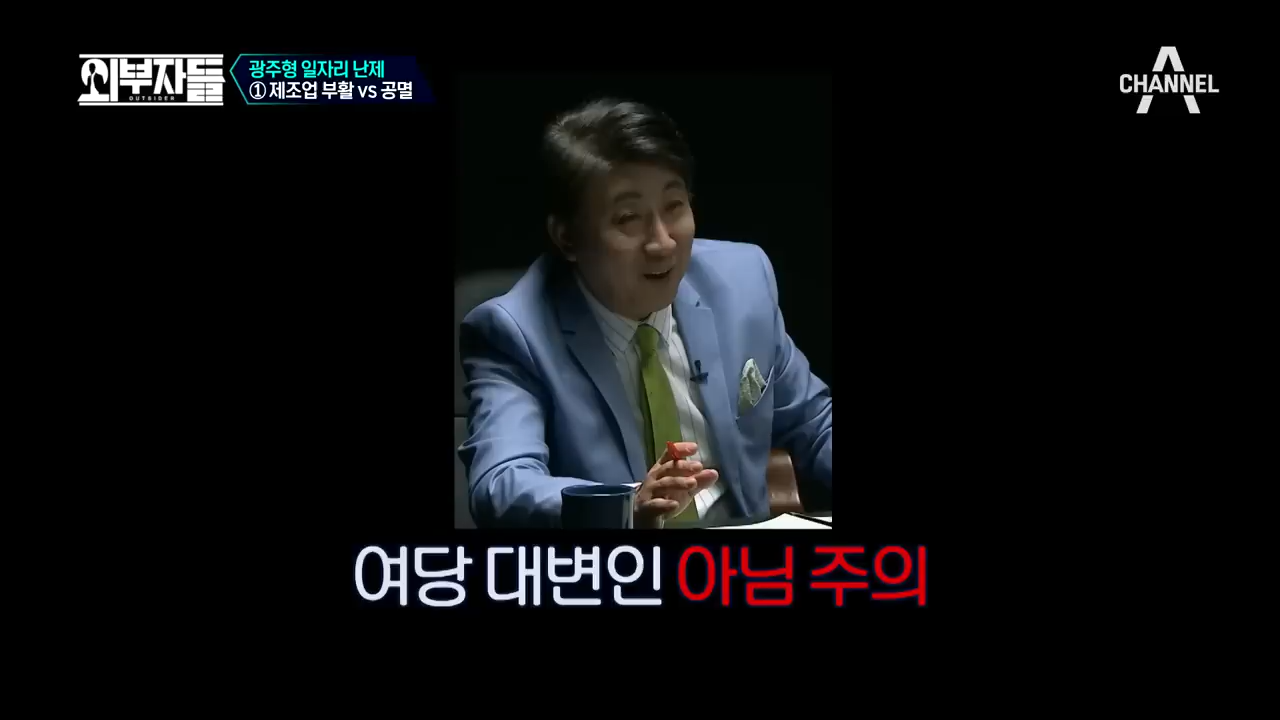 외부자들
OUTSIDER
광주형 일자리 난제
① 제조업 부활 vs 공멸
CHANNEL A
여당 대변인 아님 주의